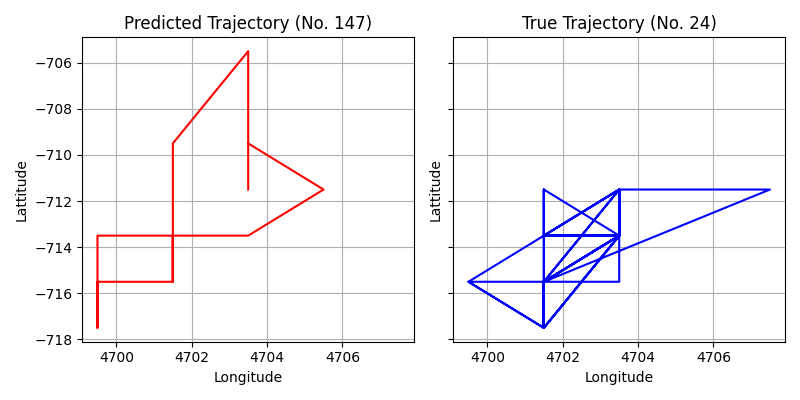 Predicted Trajectory (No. 147)
True Trajectory (No. 24)
Lattitude
−706
−708
−710
−712
−714
−716
−718
4700
4702
4704
4706
Longitude
Lattitude
4700
4702
4704
4706
Longitude